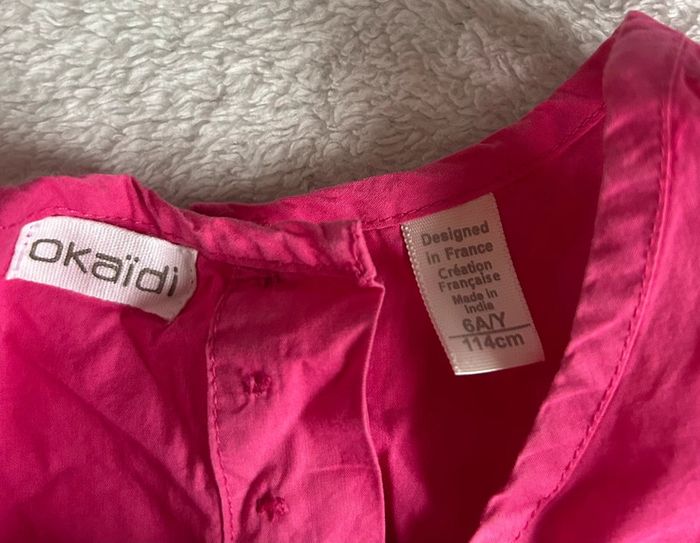 okaïdi
Designed
in France
Création
Française
Made in
India
6A/Y
114cm